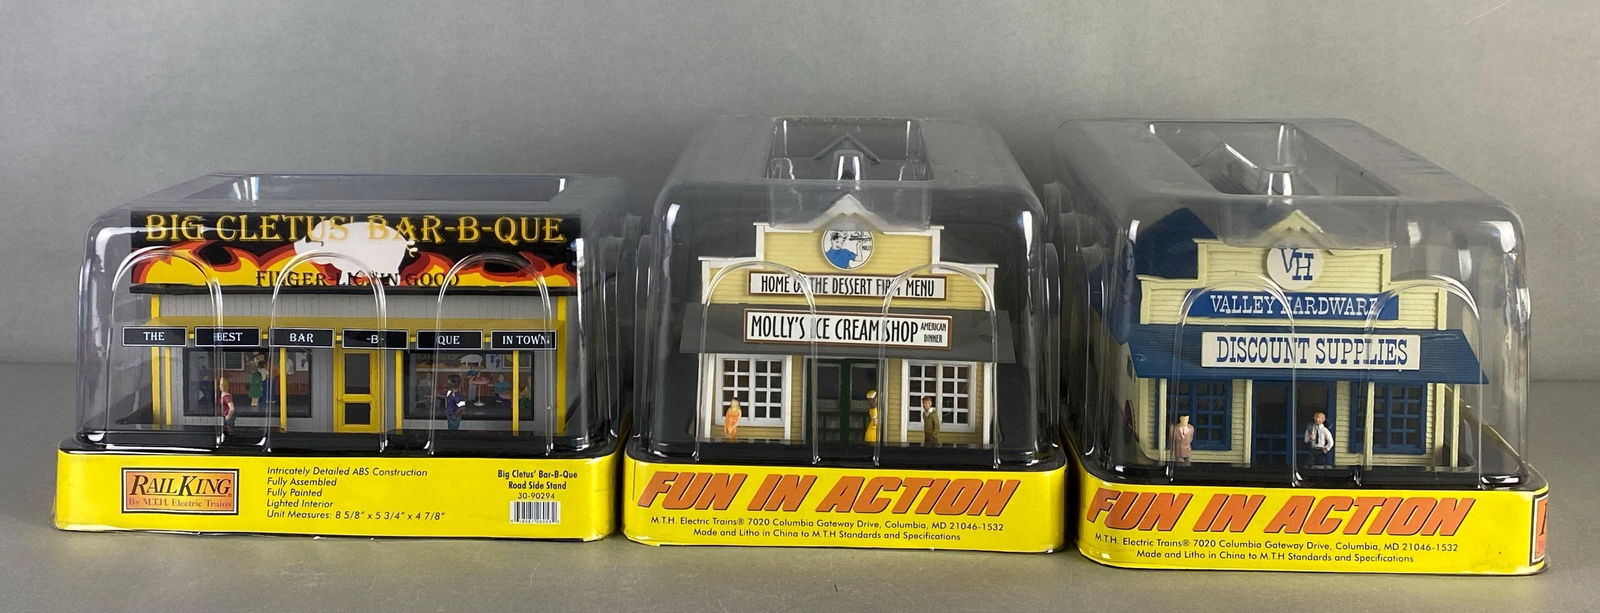 BIG CLETUS' BAR-B-QUE
FINGER-LICKIN GOOD
THE BEST BAR -B- QUE IN TOWN
RAILKING
By M.T.H. Electric Trains
Intricately Detailed ABS Construction
Fully Assembled
Fully Painted
Lighted Interior
Unit Measures: 8 5/8" x 5 3/4" x 4 7/8"
Big Cletus' Bar-B-Que
Road Side Stand
30-90294
MOLLY
HOME OF THE DESSERT FIRST MENU
MOLLY'S ICE CREAM SHOP
AMERICAN
DINNER
FUN IN ACTION
M.T.H. Electric Trains® 7020 Columbia Gateway Drive, Columbia, MD 21046-1532
Made and Litho in China to M.T.H Standards and Specifications
VH
VALLEY HARDWARE
DISCOUNT SUPPLIES
FUN IN ACTION
M.T.H. Electric Trains® 7020 Columbia Gateway Drive, Columbia, MD 21046-1532
Made and Litho in China to M.T.H Standards and Specifications